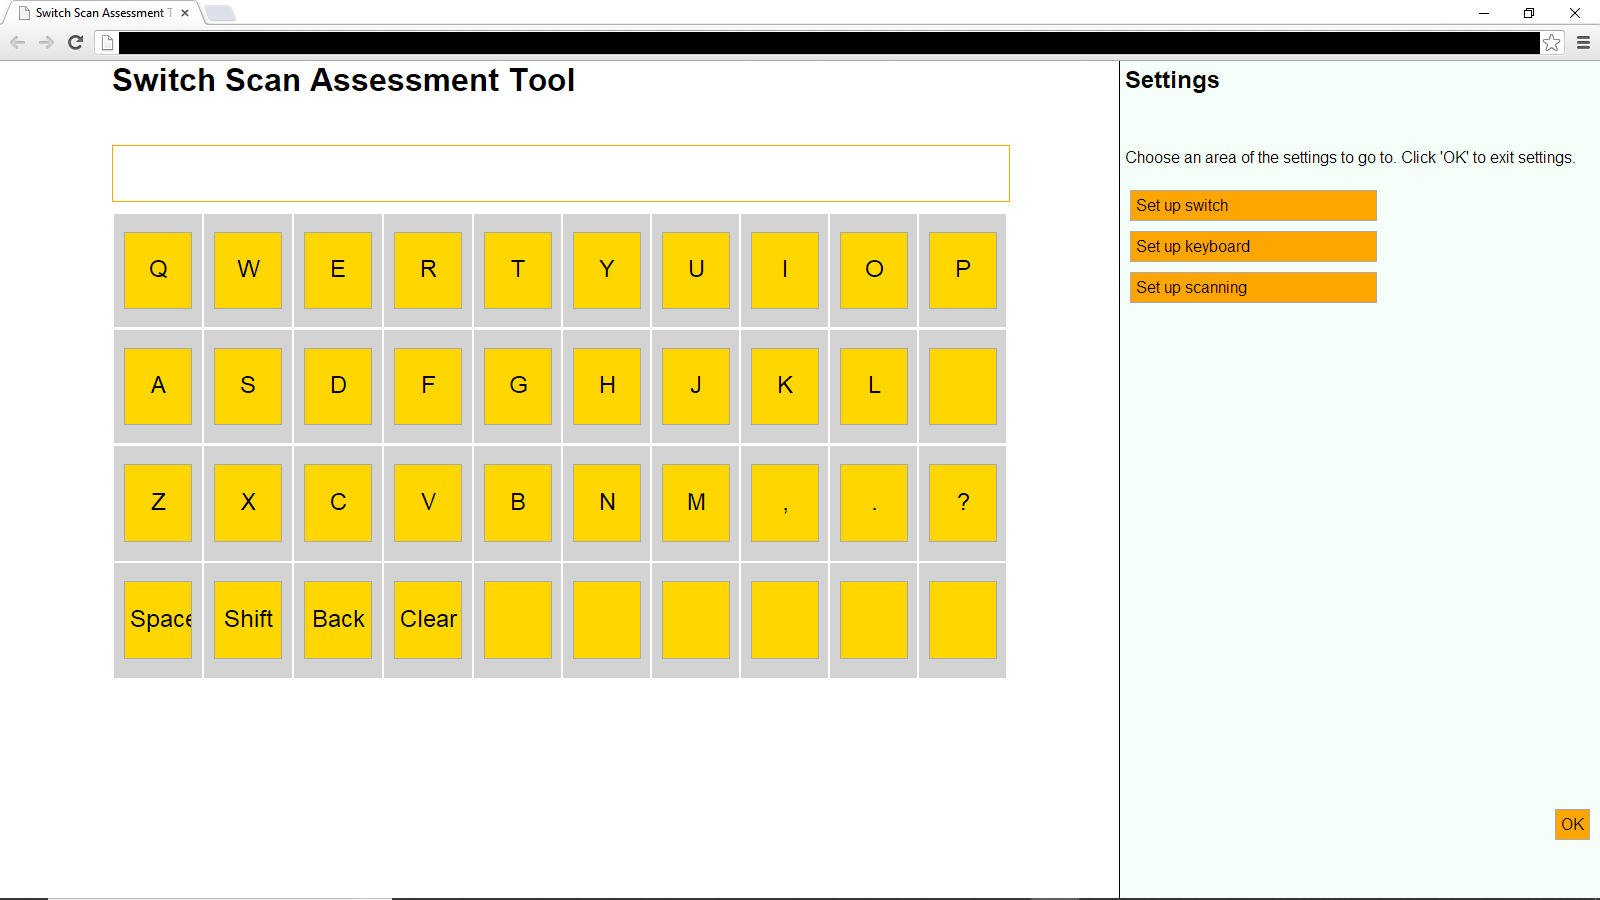 Switch Scan Assessment T
Switch Scan Assessment Tool
Q W E R T Y U I O P
A S D F G H J K L
Z X C V B N M , . ?
Space Shift Back Clear
Settings
Choose an area of the settings to go to. Click 'OK' to exit settings.
Set up switch
Set up keyboard
Set up scanning
OK